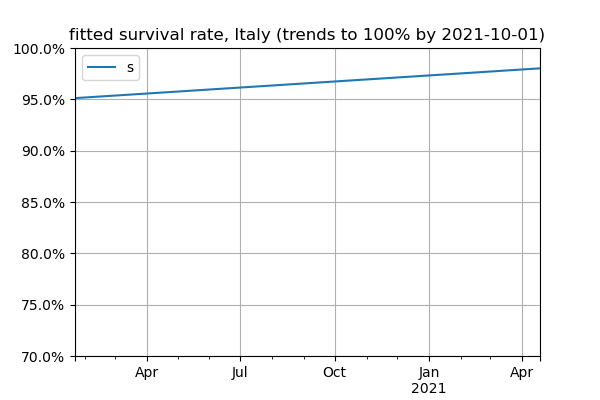 fitted survival rate, Italy (trends to 100% by 2021-10-01)
100.0%
s
95.0%
90.0%
85.0%
80.0%
75.0%
70.0%
Apr Jul Oct Jan Apr
2021